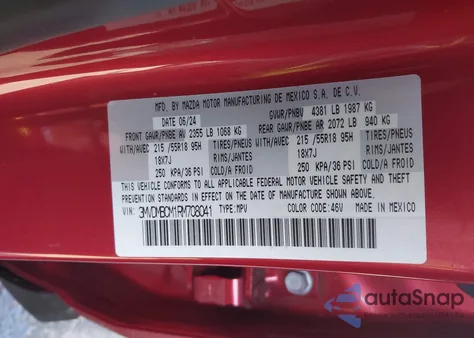 MFD. BY MAZDA MOTOR MANUFACTURING DE MEXICO S.A. DE C.V.
DATE 06/24 GVWR/PNBV 4381 LB 1987 KG
FRONT GAWR/PNBE AV 2355 LB 1068 KG REAR GAWR/PNBE AR 2072 LB 940 KG
WITH/AVEC 215/55R18 95H TIRES/PNEUS WITH/AVEC 215/55R18 95H TIRES/PNEUS
18X7J RIMS/JANTES 18X7J RIMS/JANTES
250 KPA/36 PSI COLD/A FROID 250 KPA/36 PSI COLD/A FROID
THIS VEHICLE CONFORMS TO ALL APPLICABLE FEDERAL MOTOR VEHICLE SAFETY AND THEFT
PREVENTION STANDARDS IN EFFECT ON THE DATE OF MANUFACTURE SHOWN ABOVE.
VIN: 3MVDMBCM1RM708041 TYPE: MPV COLOR CODE: 46V MADE IN MEXICO
autoSnap